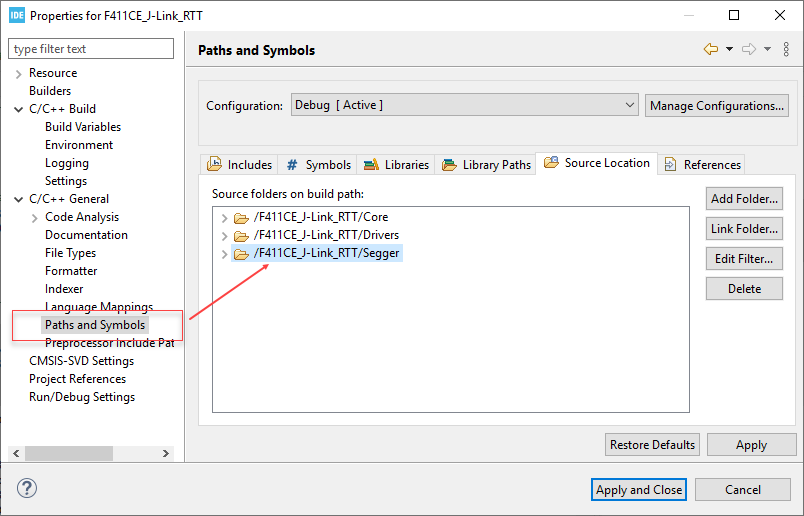 IDE Properties for F411CE_J-Link_RTT
type filter text
Resource
Builders
C/C++ Build
Build Variables
Environment
Logging
Settings
C/C++ General
Code Analysis
Documentation
File Types
Formatter
Indexer
Language Mappings
Paths and Symbols
Preprocessor Include Pat
CMSIS-SVD Settings
Project References
Run/Debug Settings
Paths and Symbols
Configuration: Debug [ Active ] Manage Configurations...
Includes # Symbols Libraries Library Paths Source Location References
Source folders on build path:
/F411CE_J-Link_RTT/Core
/F411CE_J-Link_RTT/Drivers
/F411CE_J-Link_RTT/Segger
Add Folder...
Link Folder...
Edit Filter...
Delete
Restore Defaults Apply
? Apply and Close Cancel